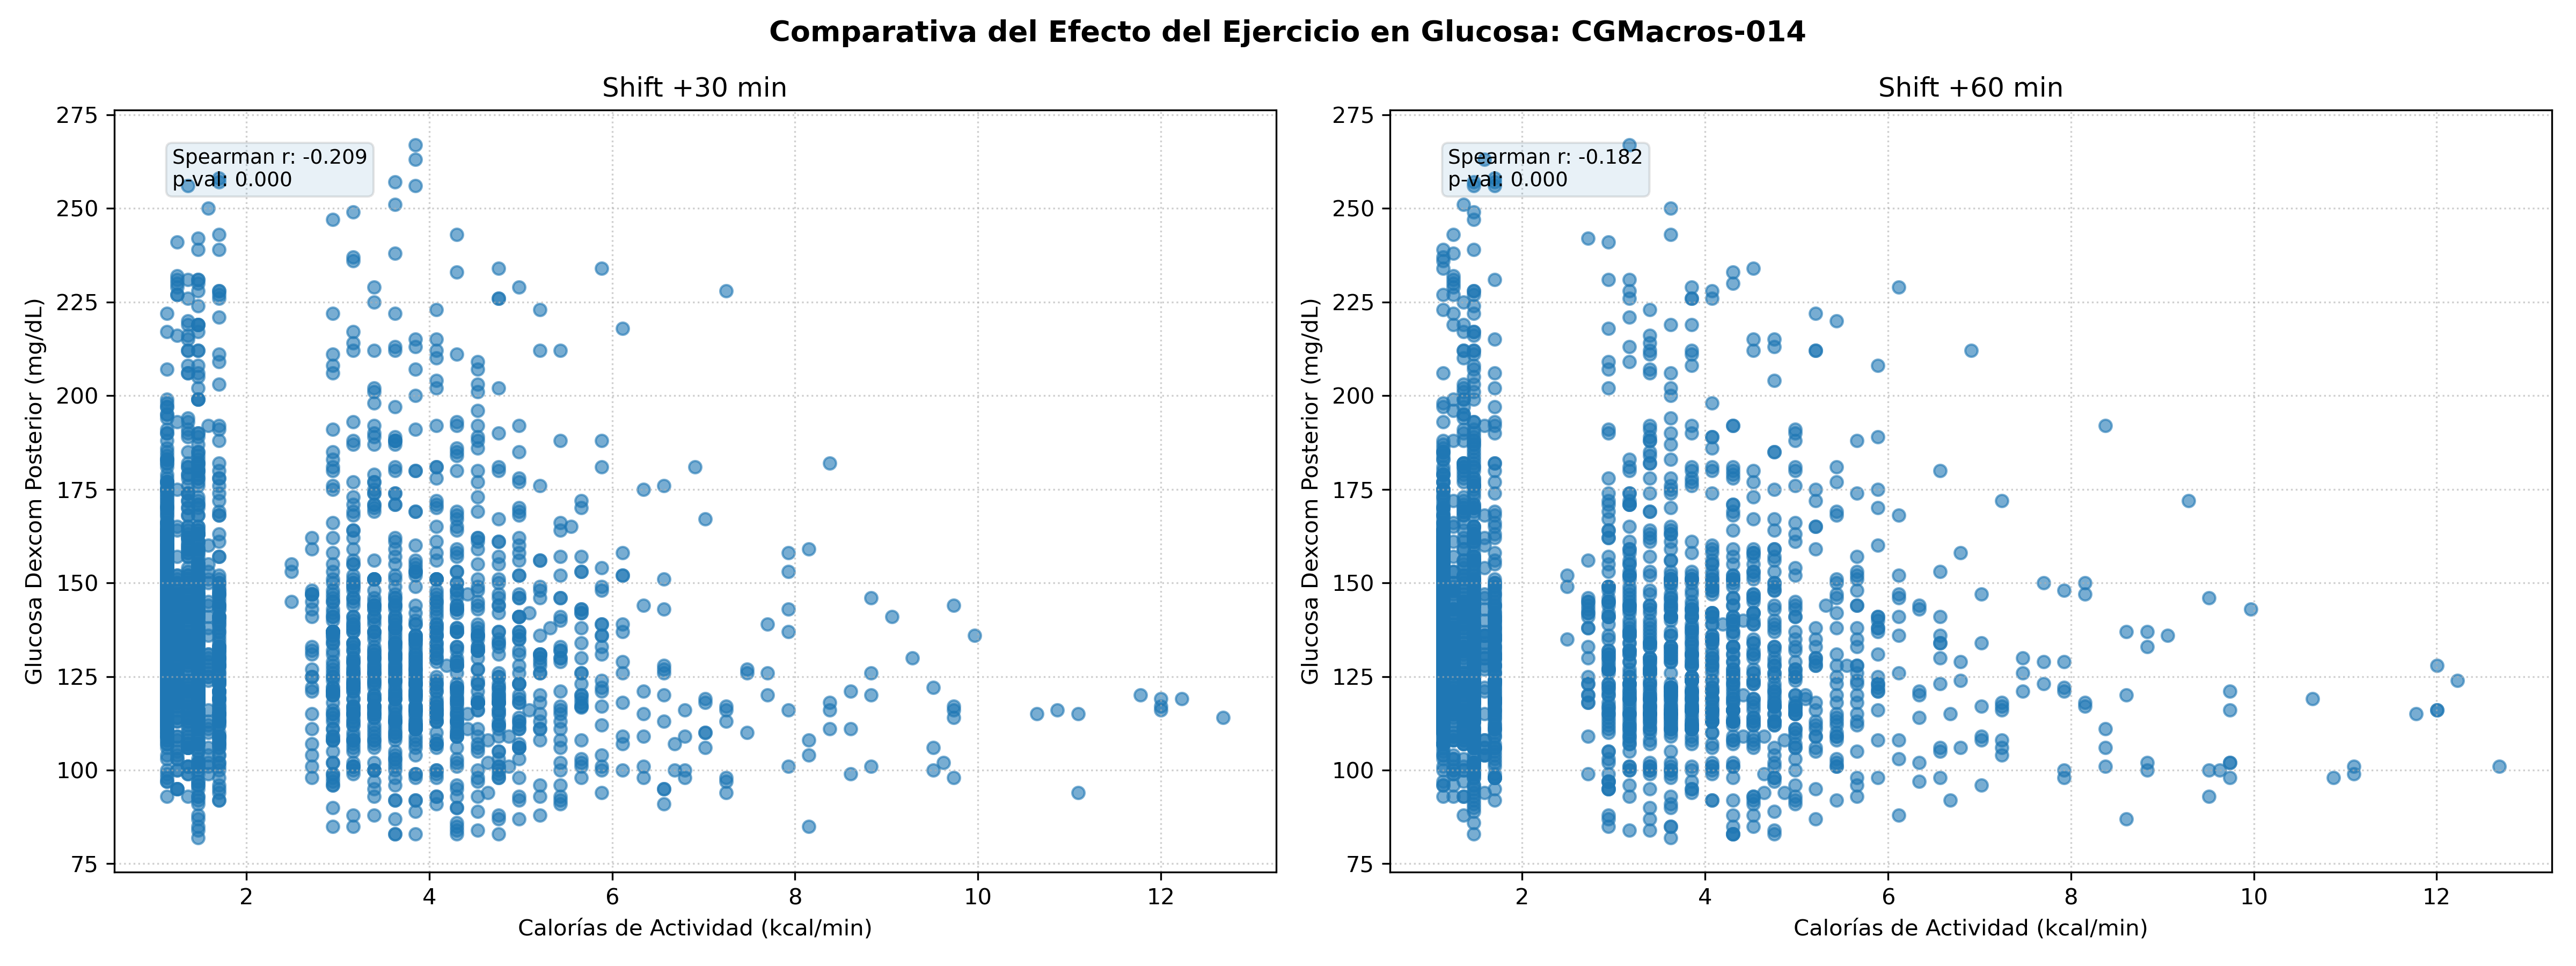 Comparativa del Efecto del Ejercicio en Glucosa: CGMacros-014
Shift +30 min
275
250
225
200
175
150
125
100
75
Glucosa Dexcom Posterior (mg/dL)
Spearman r: -0.209
p-val: 0.000
2 4 6 8 10 12
Calorías de Actividad (kcal/min)
Shift +60 min
275
250
225
200
175
150
125
100
75
Glucosa Dexcom Posterior (mg/dL)
Spearman r: -0.182
p-val: 0.000
2 4 6 8 10 12
Calorías de Actividad (kcal/min)